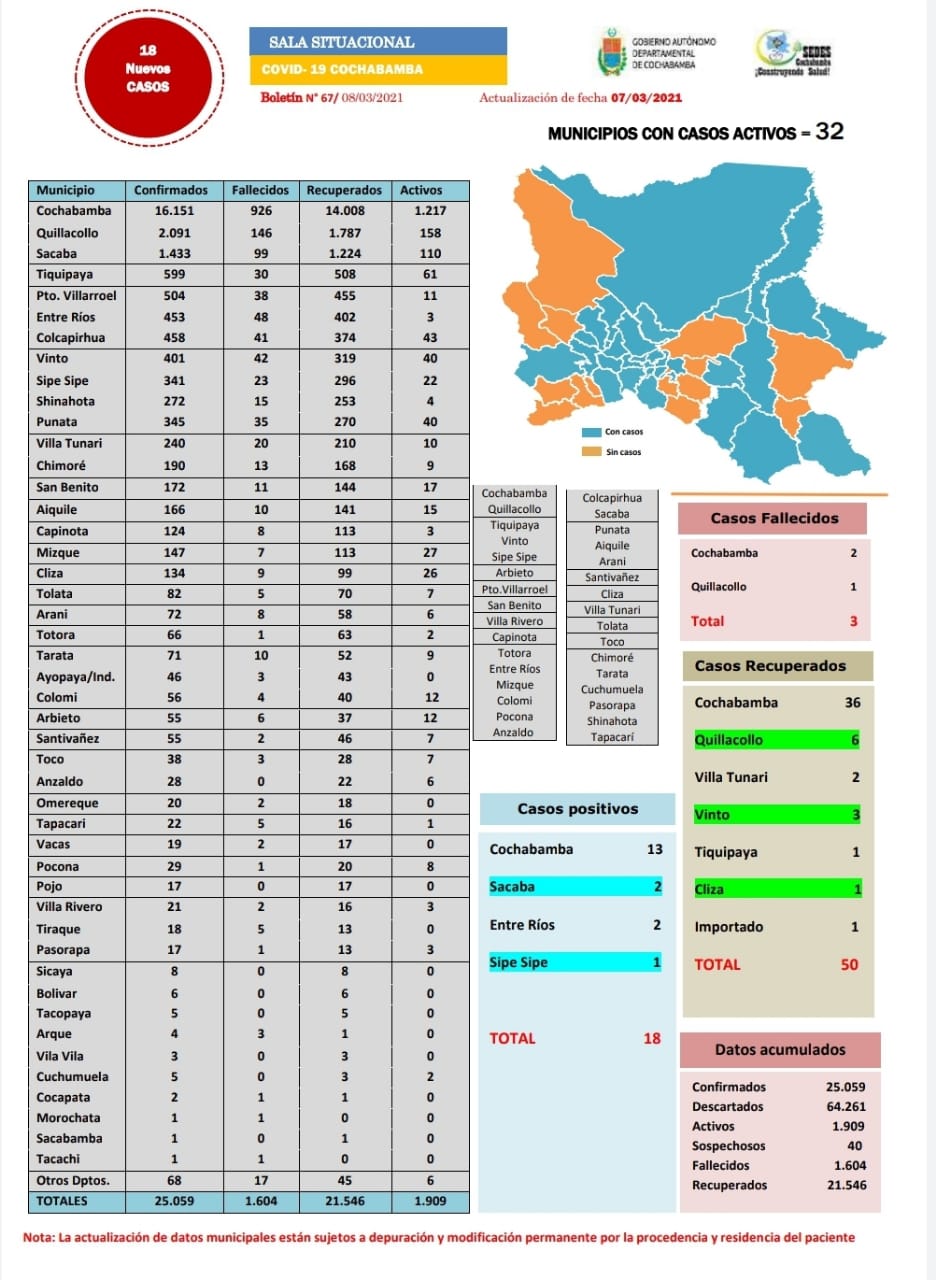 18
Nuevos
CASOS
SALA SITUACIONAL
COVID- 19 COCHABAMBA
Boletín N° 67/ 08/03/2021
GOBIERNO AUTÓNOMO
DEPARTAMENTAL
DE COCHABAMBA
SEDES
Cochabamba
¡Construyendo Salud!
Actualización de fecha 07/03/2021
MUNICIPIOS CON CASOS ACTIVOS = 32
Municipio Confirmados Fallecidos Recuperados Activos
Cochabamba 16.151 926 14.008 1.217
Quillacollo 2.091 146 1.787 158
Sacaba 1.433 99 1.224 110
Tiquipaya 599 30 508 61
Pto. Villarroel 504 38 455 11
Entre Ríos 453 48 402 3
Colcapirhua 458 41 374 43
Vinto 401 42 319 40
Sipe Sipe 341 23 296 22
Shinahota 272 15 253 4
Punata 345 35 270 40
Villa Tunari 240 20 210 10
Chimoré 190 13 168 9
San Benito 172 11 144 17
Aiquile 166 10 141 15
Capinota 124 8 113 3
Mizque 147 7 113 27
Cliza 134 9 99 26
Tolata 82 5 70 7
Arani 72 8 58 6
Totora 66 1 63 2
Tarata 71 10 52 9
Ayopaya/Ind. 46 3 43 0
Colomi 56 4 40 12
Arbieto 55 6 37 12
Santivañez 55 2 46 7
Toco 38 3 28 7
Anzaldo 28 0 22 6
Omereque 20 2 18 0
Tapacari 22 5 16 1
Vacas 19 2 17 0
Pocona 29 1 20 8
Pojo 17 0 17 0
Villa Rivero 21 2 16 3
Tiraque 18 5 13 0
Pasorapa 17 1 13 3
Sicaya 8 0 8 0
Bolivar 6 0 6 0
Tacopaya 5 0 5 0
Arque 4 3 1 0
Vila Vila 3 0 3 0
Cuchumuela 5 0 3 2
Cocapata 2 1 1 0
Morochata 1 1 0 0
Sacabamba 1 0 1 0
Tacachi 1 1 0 0
Otros Dptos. 68 17 45 6
TOTALES 25.059 1.604 21.546 1.909
Con casos
Sin casos
Cochabamba
Quillacollo
Tiquipaya
Vinto
Sipe Sipe
Arbieto
Pto.Villarroel
San Benito
Villa Rivero
Capinota
Totora
Entre Ríos
Mizque
Colomi
Pocona
Anzaldo
Colcapirhua
Sacaba
Punata
Aiquile
Arani
Santivañez
Cliza
Villa Tunari
Tolata
Toco
Chimoré
Tarata
Cuchumuela
Pasorapa
Shinahota
Tapacarí
Casos Fallecidos
Cochabamba 2
Quillacollo 1
Total 3
Casos Recuperados
Cochabamba 36
Quillacollo 6
Villa Tunari 2
Vinto 3
Tiquipaya 1
Cliza 1
Importado 1
TOTAL 50
Casos positivos
Cochabamba 13
Sacaba 2
Entre Ríos 2
Sipe Sipe 1
TOTAL 18
Datos acumulados
Confirmados 25.059
Descartados 64.261
Activos 1.909
Sospechosos 40
Fallecidos 1.604
Recuperados 21.546
Nota: La actualización de datos municipales están sujetos a depuración y modificación permanente por la procedencia y residencia del paciente